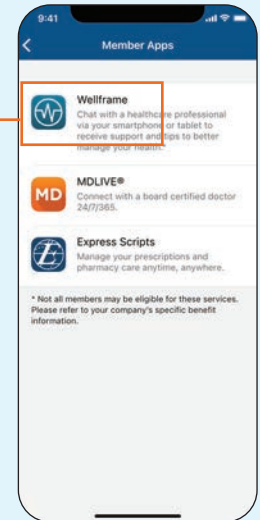 9:41
Member Apps
Wellframe
Chat with a healthcare professional
via your smartphone or tablet to
receive support and tips to better
manage your health.
MD
MDLIVE®
Connect with a board certified doctor
24/7/365.
Express Scripts
Manage your prescriptions and
pharmacy care anytime, anywhere.
* Not all members may be eligible for these services.
Please refer to your company's specific benefit
information.